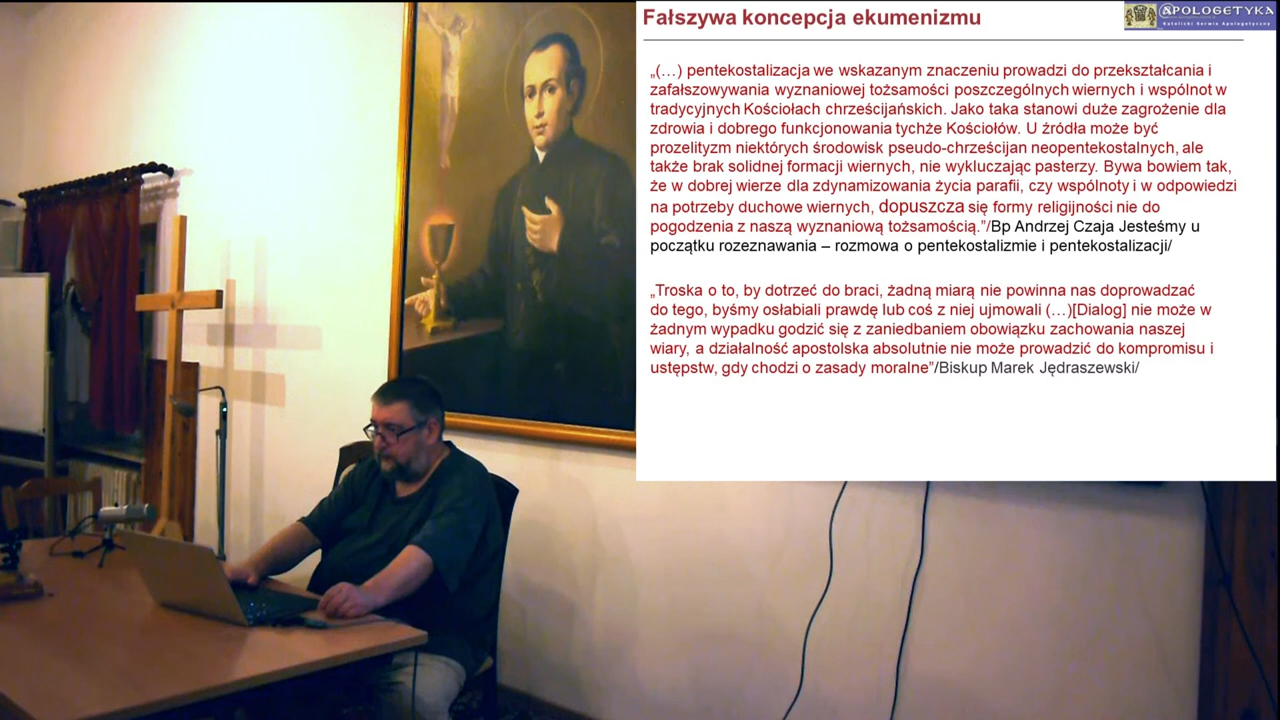 Fałszywa koncepcja ekumenizmu
@POLOGETYKA
Katolicki Serwis Apologetyczny
„(…) pentekostalizacja we wskazanym znaczeniu prowadzi do przekształcania i
zafałszowywania wyznaniowej tożsamości poszczególnych wiernych i wspólnot w
tradycyjnych Kościołach chrześcijańskich. Jako taka stanowi duże zagrożenie dla
zdrowia i dobrego funkcjonowania tychże Kościołów. U źródła może być
prozelityzm niektórych środowisk pseudo-chrześcijan neopentekostalnych, ale
także brak solidnej formacji wiernych, nie wykluczając pasterzy. Bywa bowiem tak,
że w dobrej wierze dla zdynamizowania życia parafii, czy wspólnoty i w odpowiedzi
na potrzeby duchowe wiernych, dopuszcza się formy religijności nie do
pogodzenia z naszą wyznaniową tożsamością.”/Bp Andrzej Czaja Jesteśmy u
początku rozeznawania – rozmowa o pentekostalizmie i pentekostalizacji/
„Troska o to, by dotrzeć do braci, żadną miarą nie powinna nas doprowadzać
do tego, byśmy osłabiali prawdę lub coś z niej ujmowali (…)[Dialog] nie może w
żadnym wypadku godzić się z zaniedbaniem obowiązku zachowania naszej
wiary, a działalność apostolska absolutnie nie może prowadzić do kompromisu i
ustępstw, gdy chodzi o zasady moralne”/Biskup Marek Jędraszewski/